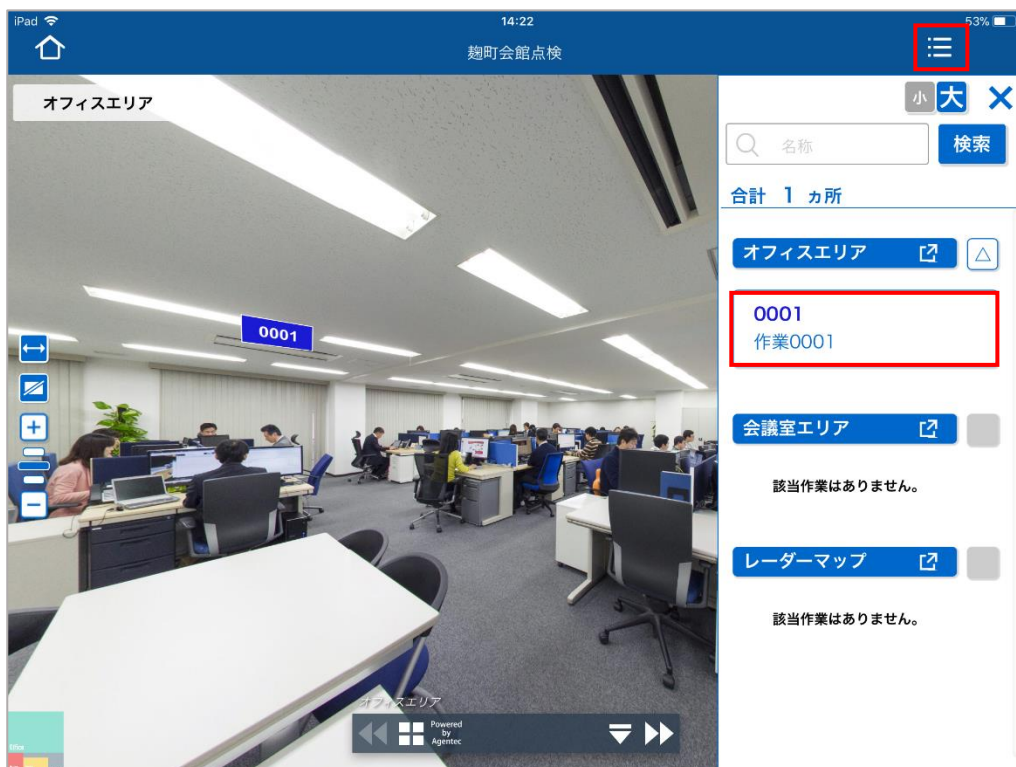 iPad
14:22
53%
麹町会館点検
オフィスエリア
小 大
名称
検索
合計 1 ヵ所
オフィスエリア
△
0001
作業0001
0001
会議室エリア
該当作業はありません。
レーダーマップ
該当作業はありません。
オフィスエリア
Powered
by
Agentec